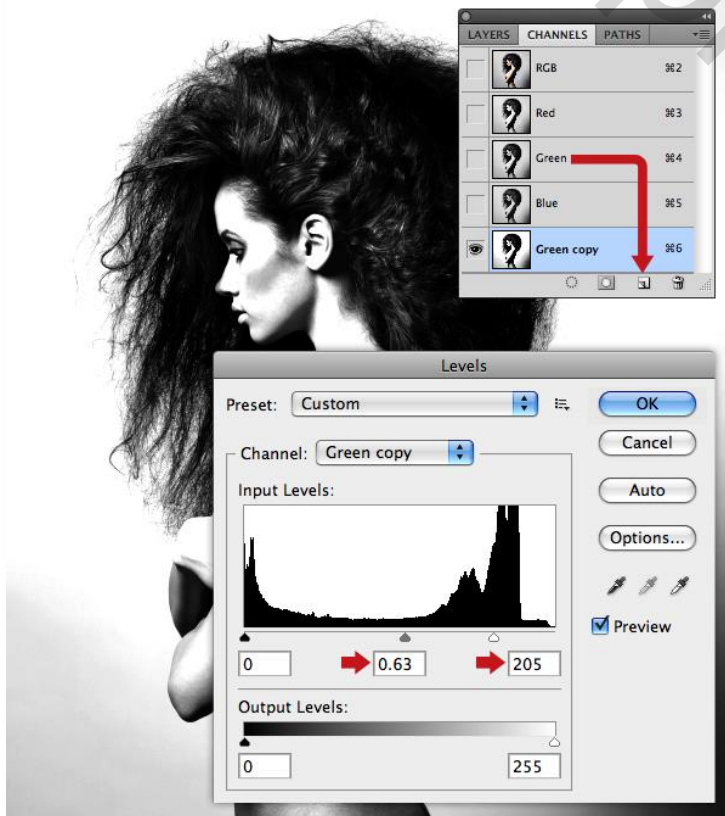 LAYERS CHANNELS PATHS
RGB ⌘2
Red ⌘3
Green ⌘4
Blue ⌘5
Green copy ⌘6
Levels
Preset: Custom
OK
Channel: Green copy
Cancel
Input Levels:
Auto
Options...
Preview
0 0.63 205
Output Levels:
0 255